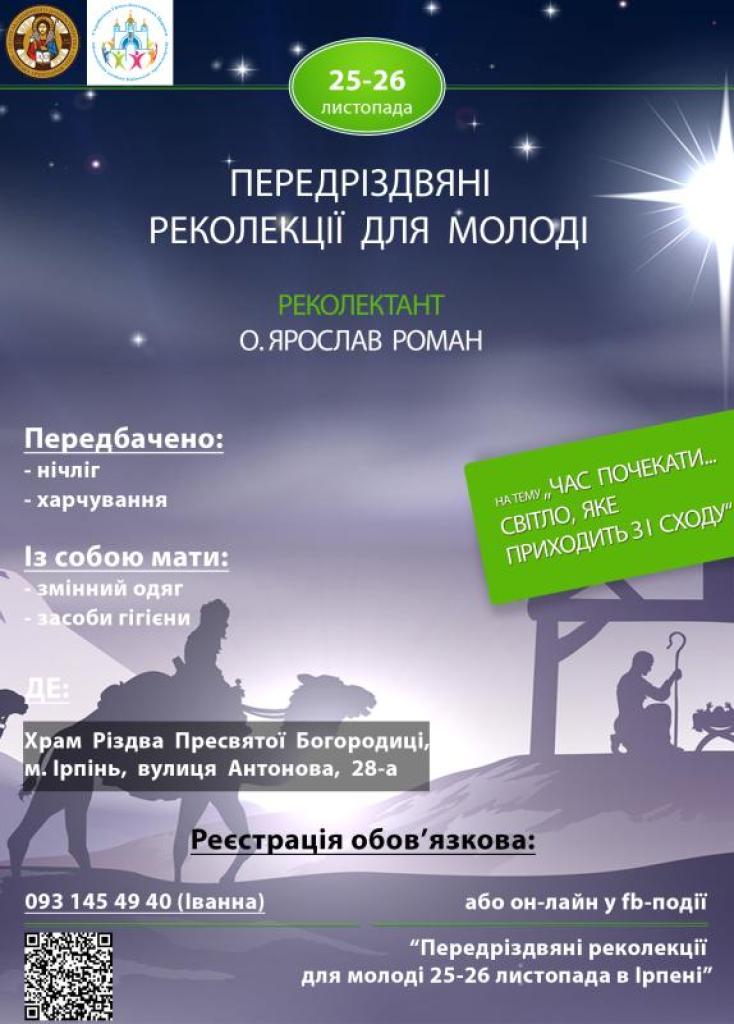 25-26
листопада
ПЕРЕДРІЗДВЯНІ
РЕКОЛЕКЦІЇ ДЛЯ МОЛОДІ
РЕКОЛЕКТАНТ
О. ЯРОСЛАВ РОМАН
Передбачено:
- нічліг
- харчування
НА ТЕМУ „ЧАС ПОЧЕКАТИ...
СВІТЛО, ЯКЕ
ПРИХОДИТЬ ЗІ СХОДУ“
Із собою мати:
- змінний одяг
- засоби гігієни
ДЕ:
Храм Різдва Пресвятої Богородиці,
м. Ірпінь, вулиця Антонова, 28-а
Реєстрація обов’язкова:
093 145 49 40 (Іванна)
або он-лайн у fb-події
“Передріздвяні реколекції
для молоді 25-26 листопада в Ірпені”